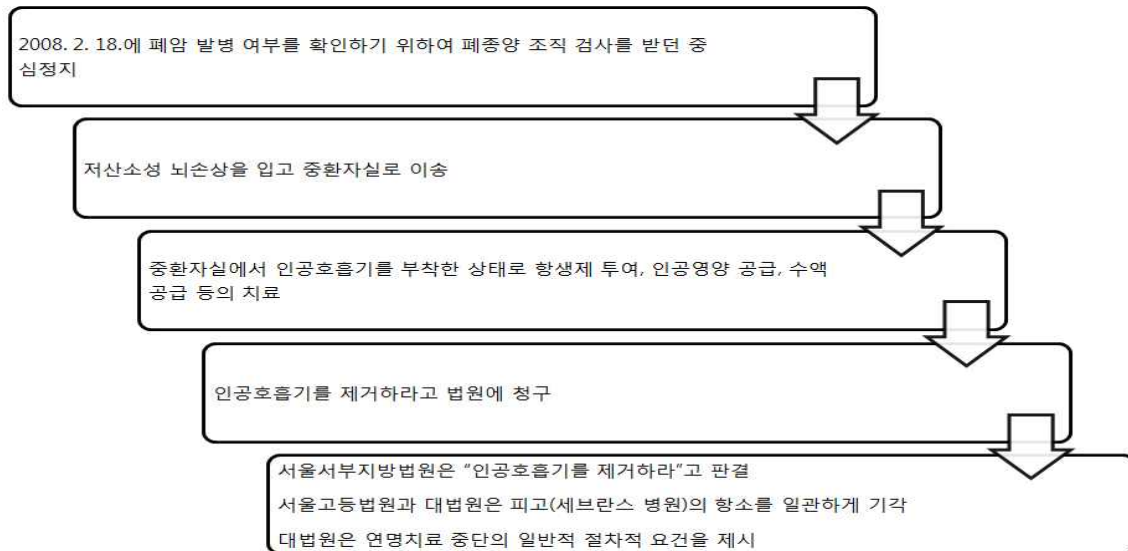 2008. 2. 18.에 폐암 발병 여부를 확인하기 위하여 폐종양 조직 검사를 받던 중
심정지
저산소성 뇌손상을 입고 중환자실로 이송
중환자실에서 인공호흡기를 부착한 상태로 항생제 투여, 인공영양 공급, 수액
공급 등의 치료
인공호흡기를 제거하라고 법원에 청구
서울서부지방법원은 “인공호흡기를 제거하라”고 판결
서울고등법원과 대법원은 피고(세브란스 병원)의 항소를 일관하게 기각
대법원은 연명치료 중단의 일반적 절차적 요건을 제시